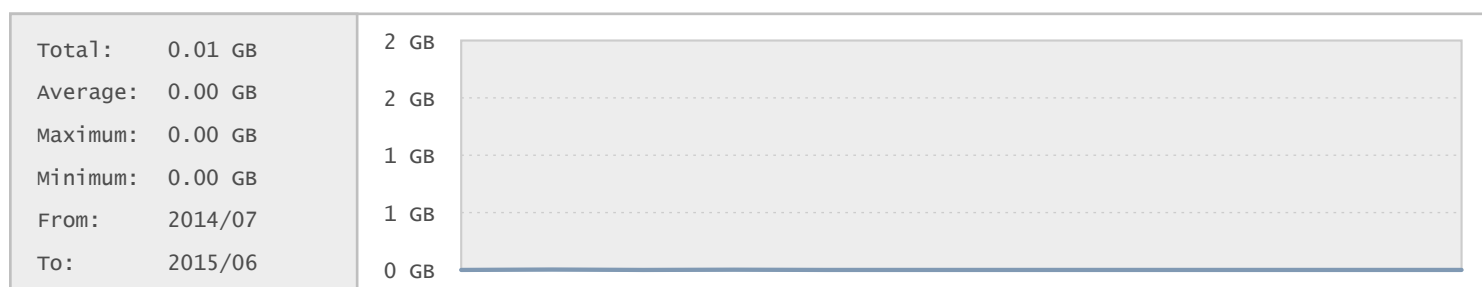 Total: 0.01 GB
Average: 0.00 GB
Maximum: 0.00 GB
Minimum: 0.00 GB
From: 2014/07
To: 2015/06
2 GB
2 GB
1 GB
1 GB
0 GB